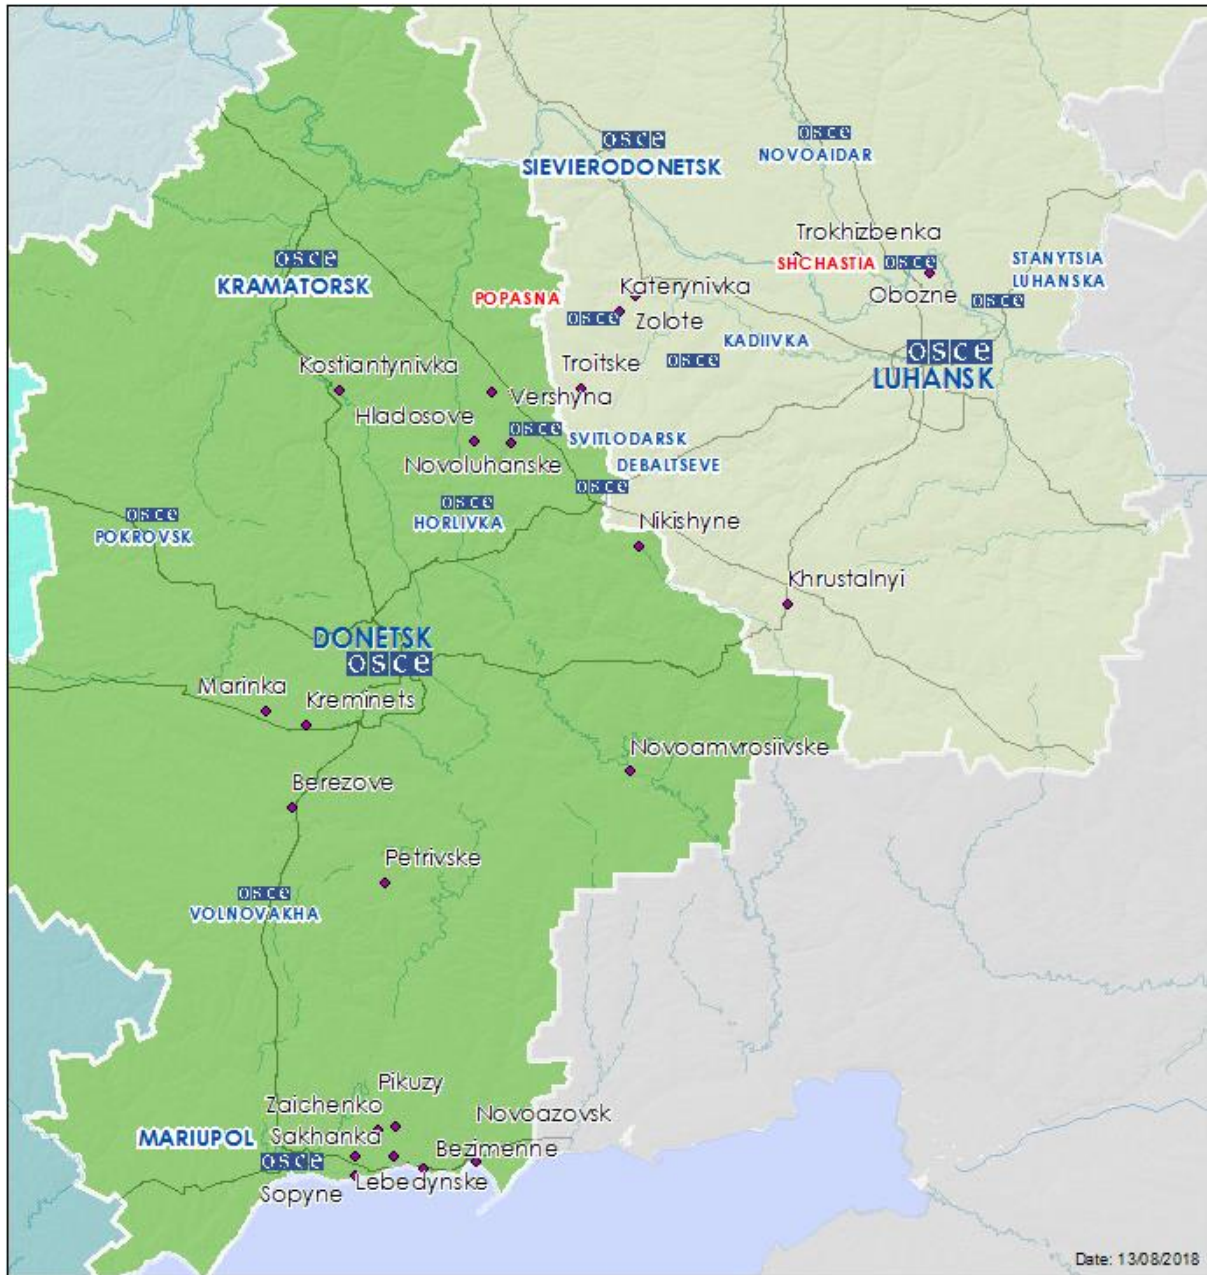 osce
SIEVIERODONETSK
osce
NOVOAIDAR
osce
KRAMATORSK
Trokhizbenka
SHCHASTIA
osce
Obozne
STANYTSIA
LUHANSKA
osce
POPASNA
osce
Katerynivka
Zolote
KADIIVKA
osce
osce
LUHANSK
Kostiantynivka
Troitske
Vershyna
Hladosove
osce
SVITLODARSK
Novoluhanske
DEBALTSEVE
osce
osce
HORLIVKA
osce
POKROVSK
Nikishyne
Khrustalnyi
DONETSK
osce
Marinka
Kreminets
Novoamvrosiivske
Berezove
Petrivske
osce
VOLNOVAKHA
Pikuzy
Zaichenko
Novoazovsk
MARIUPOL
osce
Sakhanka
Bezimenne
Lebedynske
Sopyne
Date: 13/08/2018